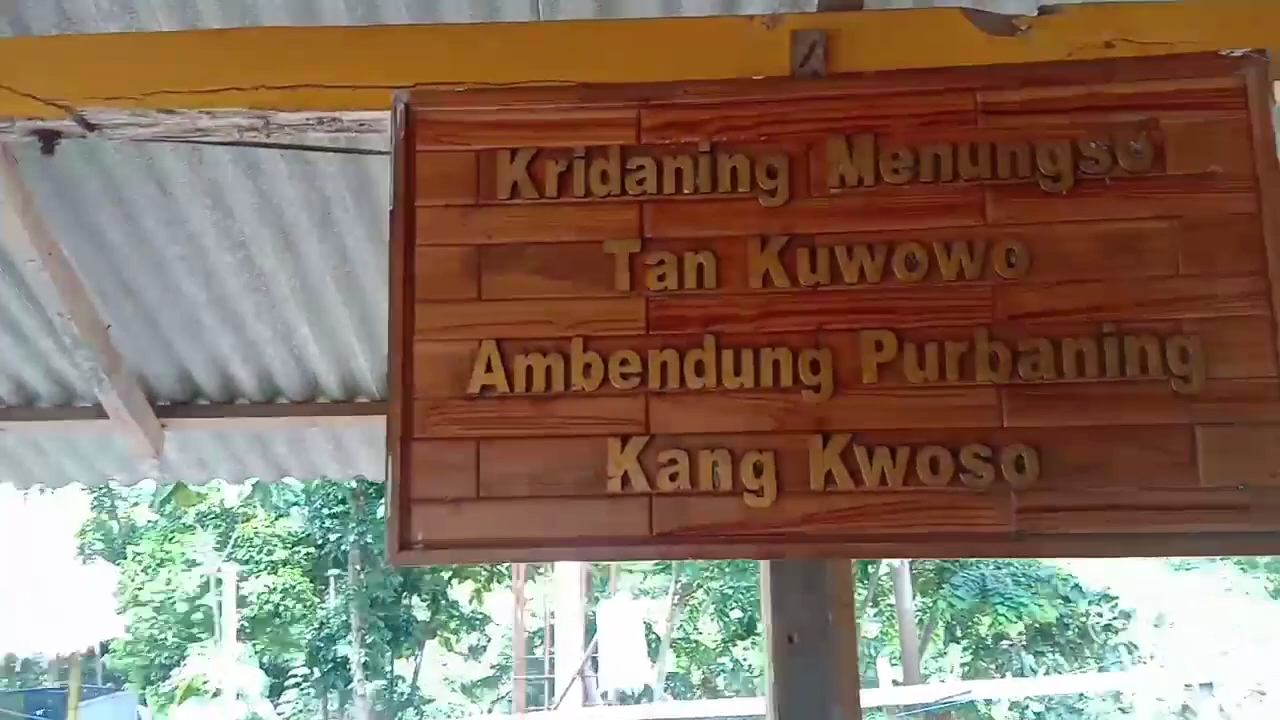 Kridaning Menungso
Tan Kuwowo
Ambendung Purbaning
Kang Kwoso